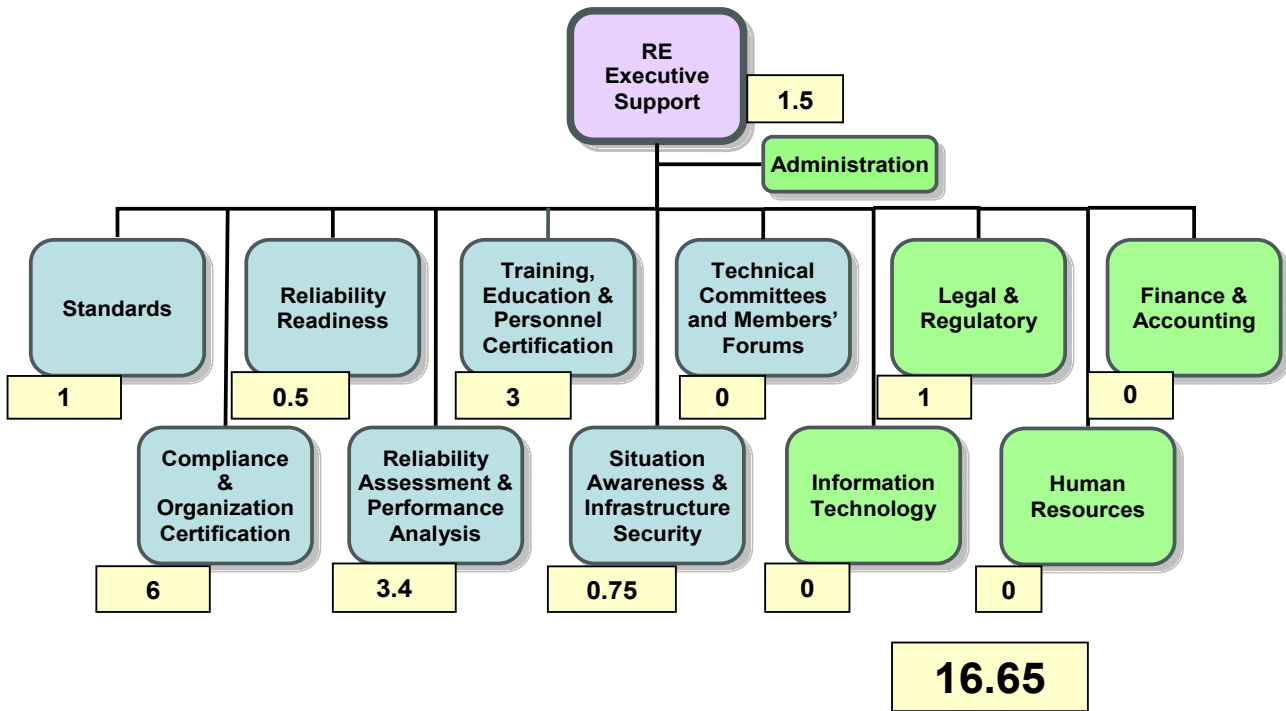 RE
Executive
Support
1.5
Administration
Standards
1
Reliability
Readiness
0.5
Training,
Education &
Personnel
Certification
3
Technical
Committees
and Members’
Forums
0
Legal &
Regulatory
1
Finance &
Accounting
0
Compliance
&
Organization
Certification
6
Reliability
Assessment &
Performance
Analysis
3.4
Situation
Awareness &
Infrastructure
Security
0.75
Information
Technology
0
Human
Resources
0
16.65